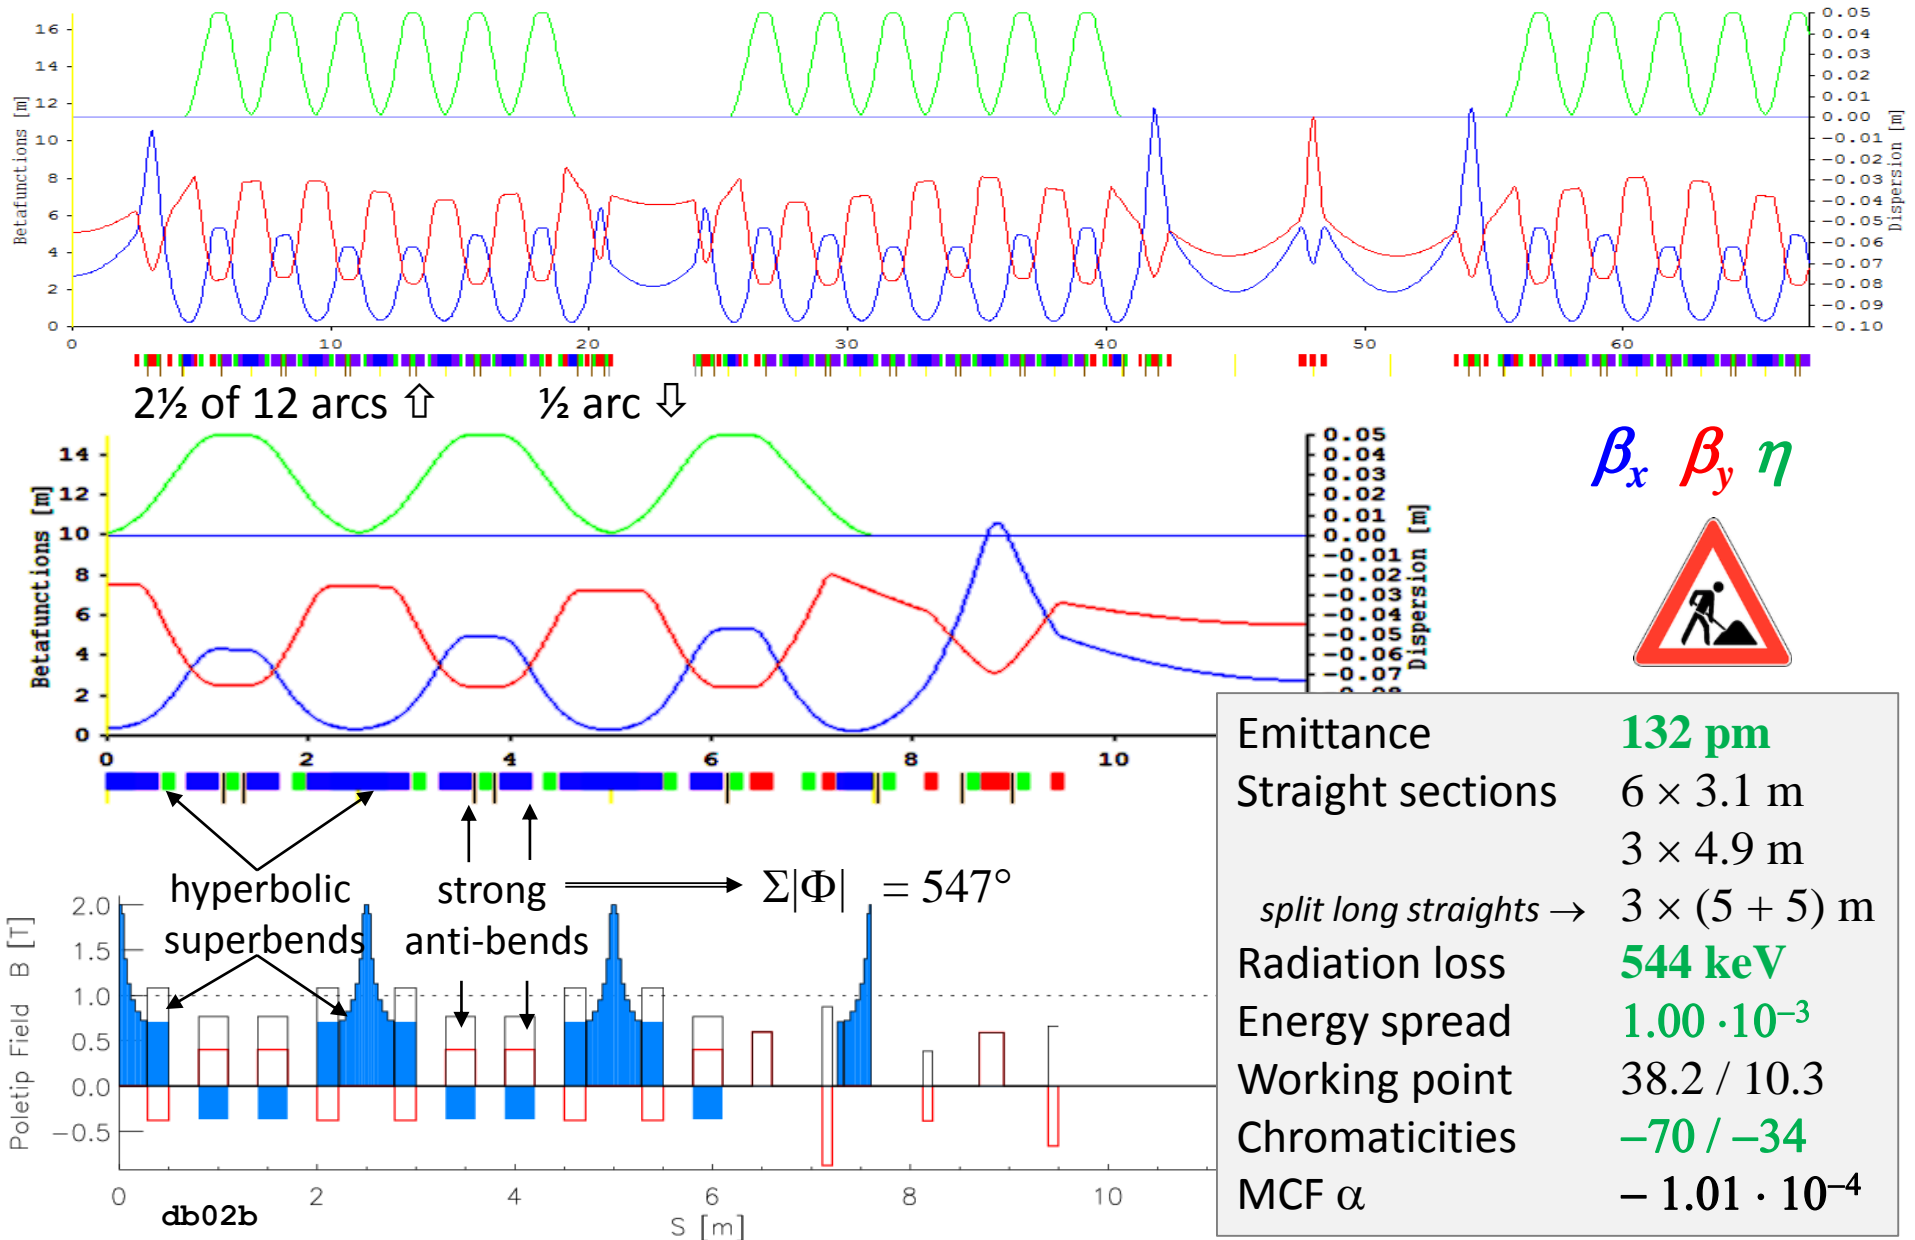 16
14
12
10
8
6
4
2
0
Betafunctions [m]
0.05
0.04
0.03
0.02
0.01
0.00
−0.01
−0.02
−0.03
−0.04
−0.05
−0.06
−0.07
−0.08
−0.09
−0.10
Dispersion [m]
0 10 20 30 40 50 60
2½ of 12 arcs ⇧ ½ arc ⇩
14
12
10
8
6
4
2
0
Betafunctions [m]
0.05
0.04
0.03
0.02
0.01
0.00
−0.01
−0.02
−0.03
−0.04
−0.05
−0.06
−0.07
Dispersion [m]
0 2 4 6 8 10
βx βy η
hyperbolic
superbends
strong
anti-bends
Σ|Φ| = 547°
2.0
1.5
1.0
0.5
0.0
−0.5
Poletip Field B [T]
0 2 4 6 8 10
S [m]
db02b
Emittance 132 pm
Straight sections 6 × 3.1 m
3 × 4.9 m
split long straights → 3 × (5 + 5) m
Radiation loss 544 keV
Energy spread 1.00 ·10⁻³
Working point 38.2 / 10.3
Chromaticities −70 / −34
MCF α − 1.01 · 10⁻⁴